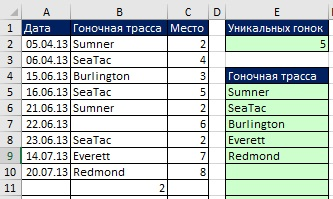 A B C D E
1 Дата Гоночная трасса Место Уникальных гонок
2 05.04.13 Sumner 2 5
3 06.04.13 SeaTac 4
4 15.06.13 Burlington 3 Гоночная трасса
5 16.06.13 SeaTac 5 Sumner
6 21.06.13 Sumner 2 SeaTac
7 22.06.13 6 Burlington
8 23.06.13 SeaTac 2 Everett
9 14.07.13 Everett 7 Redmond
10 20.07.13 Redmond 8
11 2